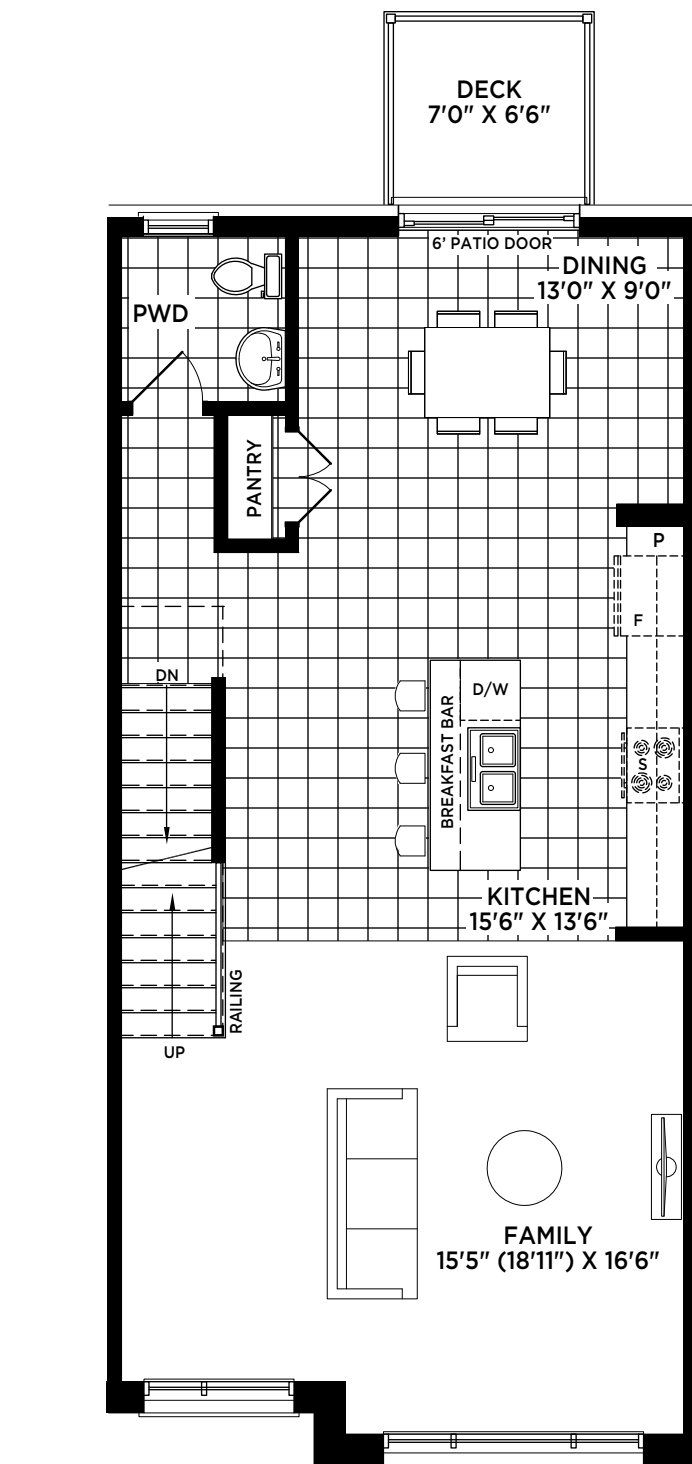 DECK
7'0" X 6'6"
6' PATIO DOOR
DINING
13'0" X 9'0"
PWD
PANTRY
P
F
DN
D/W
BREAKFAST BAR
S
KITCHEN
15'6" X 13'6"
RAILING
UP
FAMILY
15'5" (18'11") X 16'6"